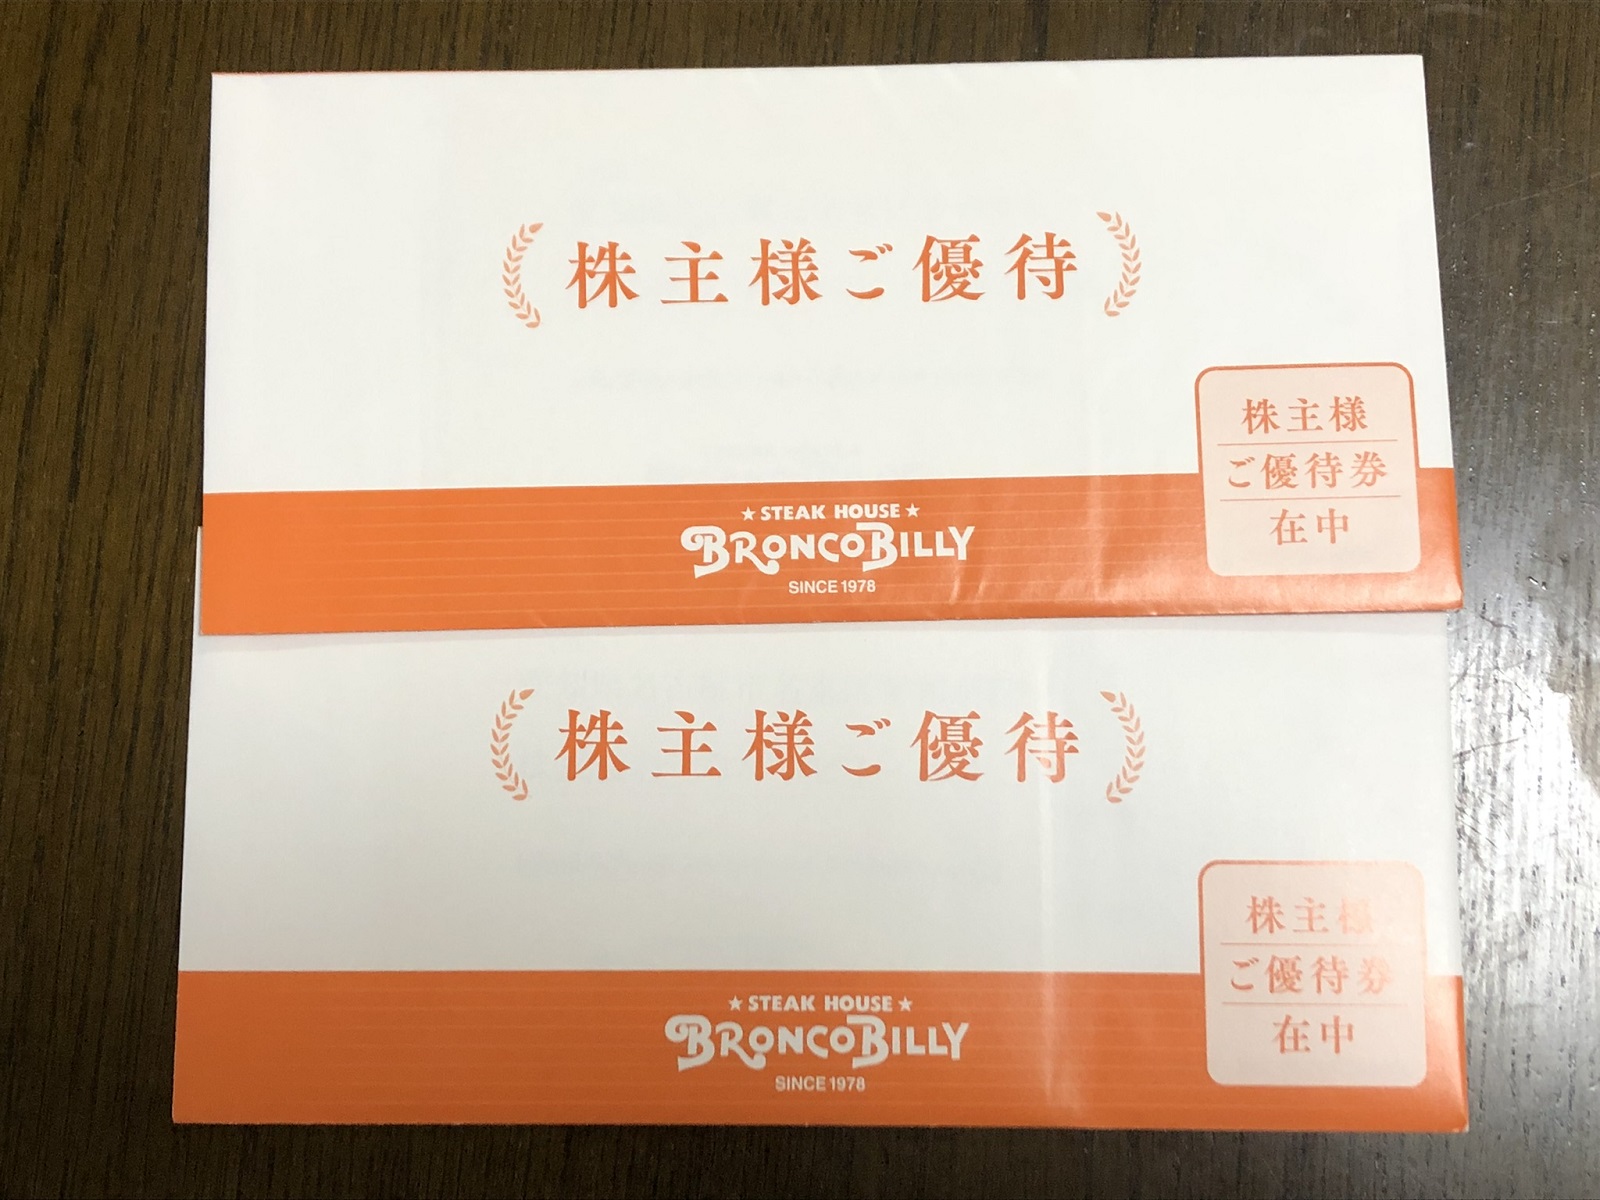 株主様ご優待
株主様
ご優待券
在中
★ STEAK HOUSE ★
BRONCOBILLY
SINCE 1978
株主様ご優待
株主様
ご優待券
在中
★ STEAK HOUSE ★
BRONCOBILLY
SINCE 1978